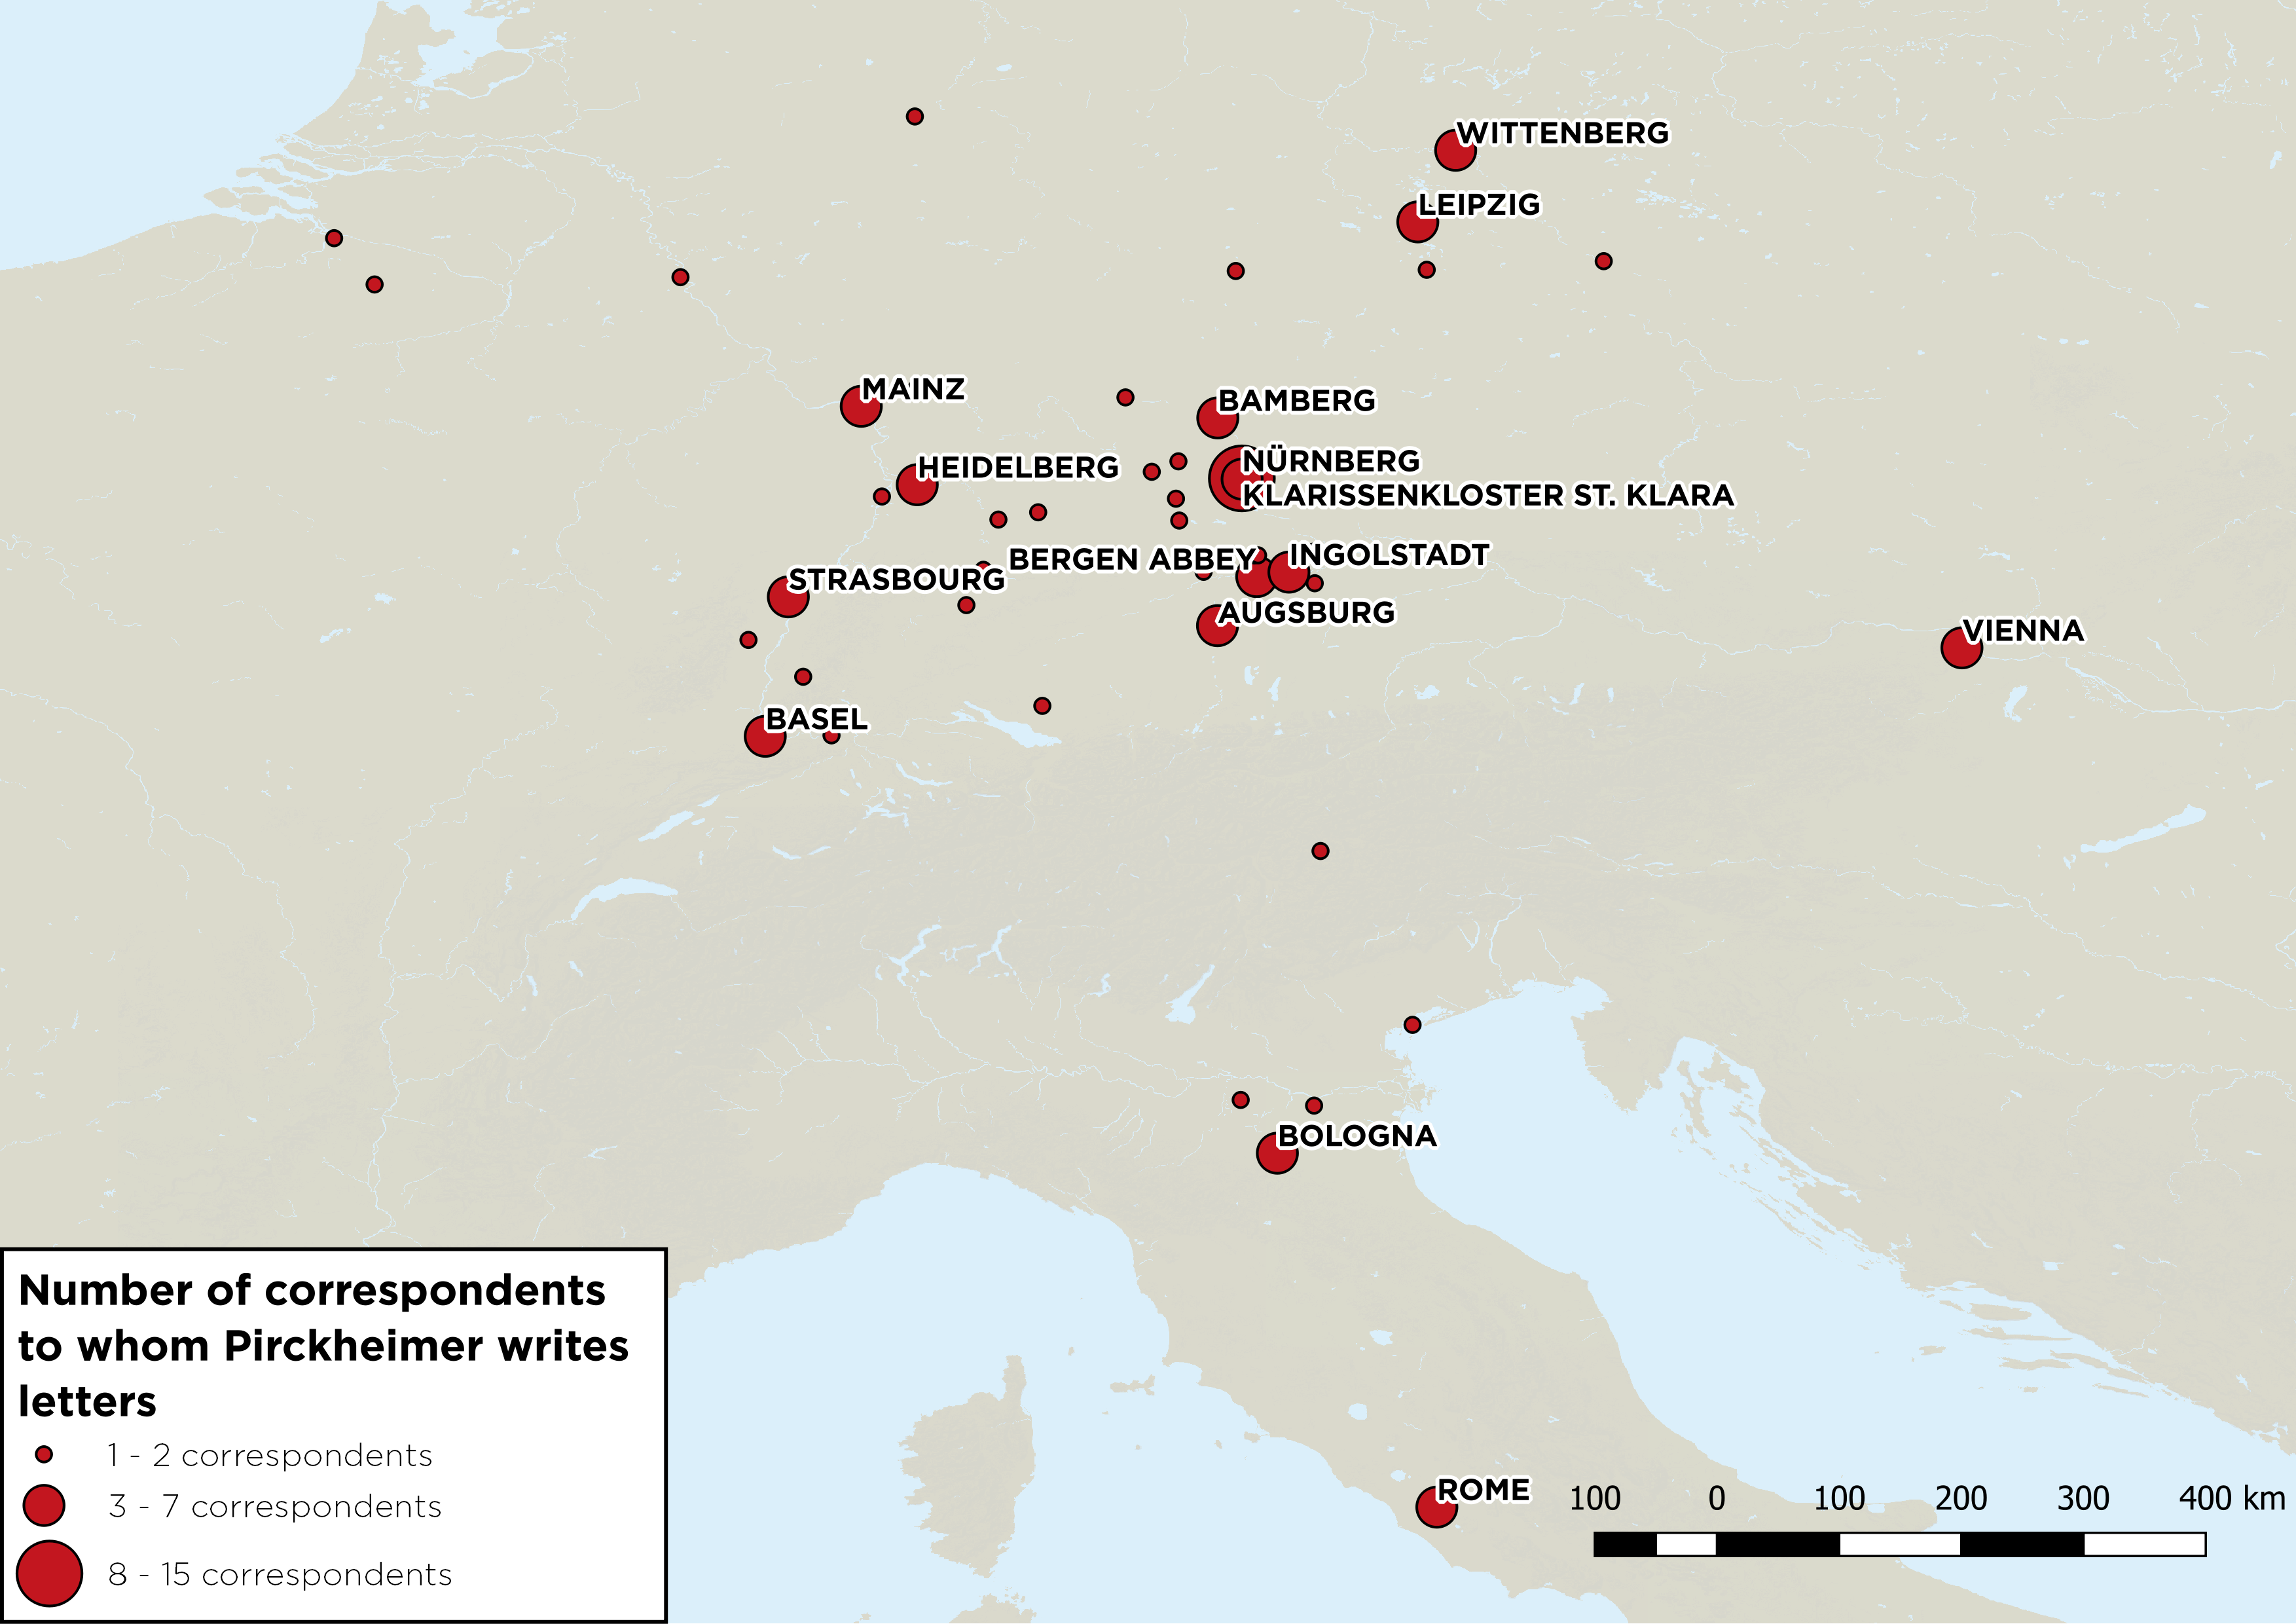 WITTENBERG
LEIPZIG
MAINZ
BAMBERG
HEIDELBERG
NÜRNBERG
KLARISSENKLOSTER ST. KLARA
BERGEN ABBEY
INGOLSTADT
STRASBOURG
AUGSBURG
VIENNA
BASEL
BOLOGNA
Number of correspondents
to whom Pirckheimer writes
letters
1 - 2 correspondents
3 - 7 correspondents
8 - 15 correspondents
ROME
100 0 100 200 300 400 km